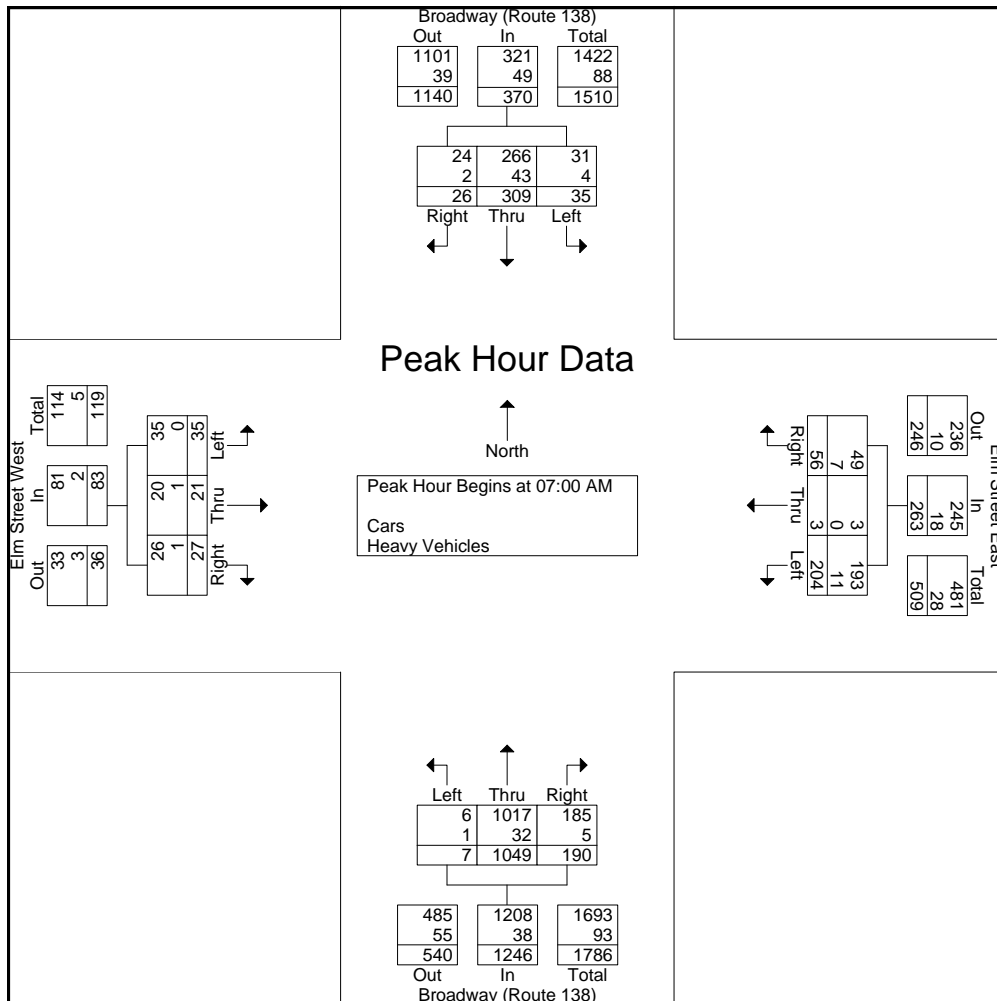 Broadway (Route 138)
Out In Total
1101 321 1422
39 49 88
1140 370 1510
24 266 31
2 43 4
26 309 35
Right Thru Left
Peak Hour Data
North
Peak Hour Begins at 07:00 AM
Cars
Heavy Vehicles
Elm Street West
Total In Out
114 81 33
5 2 3
119 83 36
35 20 26
0 1 1
35 21 27
Left Thru Right
Elm Street East
Out In Total
236 245 481
10 18 28
246 263 509
49 3 193
7 0 11
56 3 204
Right Thru Left
Left Thru Right
6 1017 185
1 32 5
7 1049 190
485 1208 1693
55 38 93
540 1246 1786
Out In Total
Broadway (Route 138)